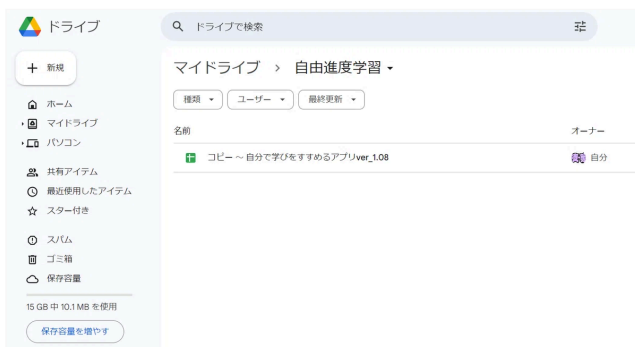 ドライブ
ドライブで検索
新規
マイドライブ > 自由進度学習
種類 ユーザー 最終更新
ホーム
マイドライブ
パソコン
共有アイテム
最近使用したアイテム
スター付き
スパム
ゴミ箱
保存容量
15 GB 中 10.1 MB を使用
保存容量を増やす
名前 オーナー
コピー ~ 自分で学びをすすめるアプリver_1.08 自分